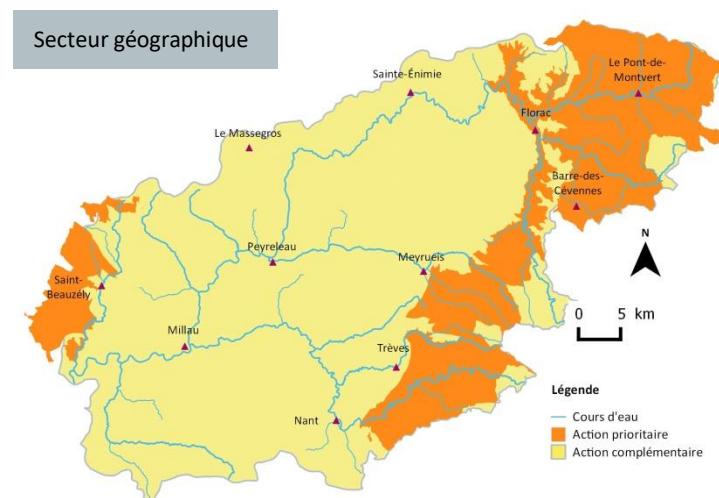 Secteur géographique
Sainte-Énimie
Le Pont-de-
Montvert
Le Massegros
Florac
Barre-des-
Cévennes
Peyreleau
Meyrueis
Saint-
Beauzély
Millau
Trèves
Nant
N
0 5 km
Légende
Cours d'eau
Action prioritaire
Action complémentaire